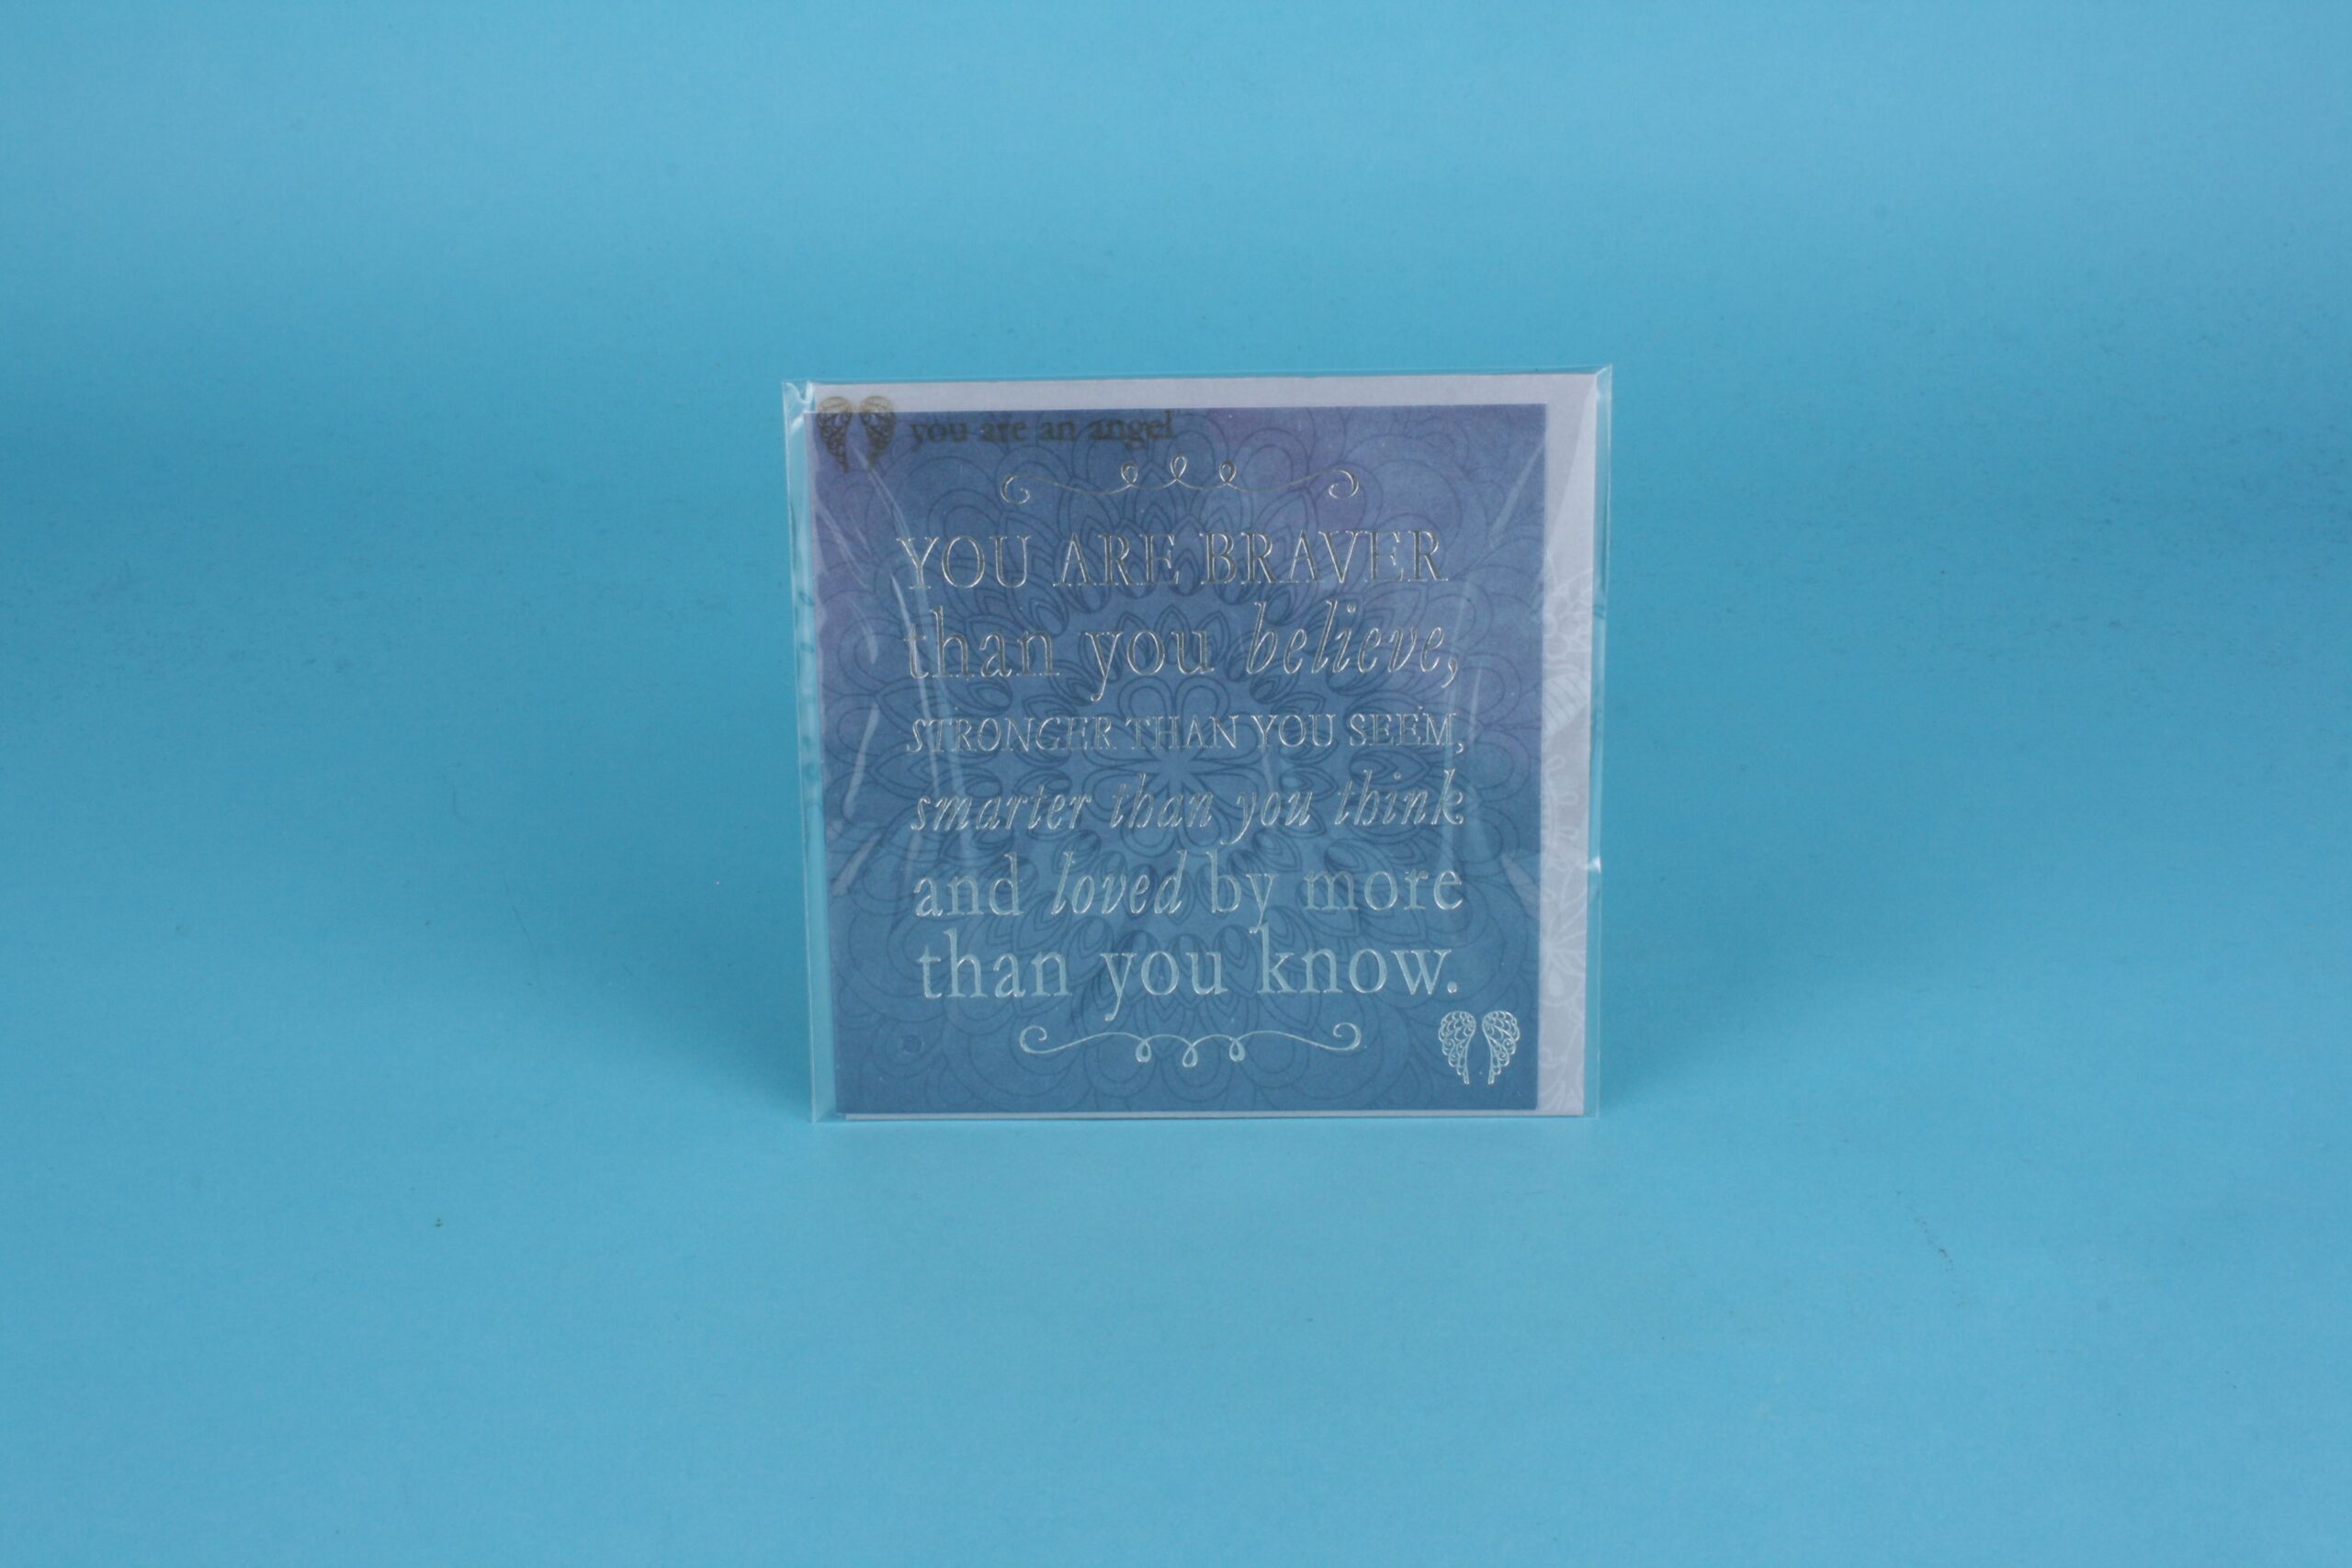 you are an angel
YOU ARE BRAVER
than you believe,
STRONGER THAN YOU SEEM,
smarter than you think
and loved by more
than you know.